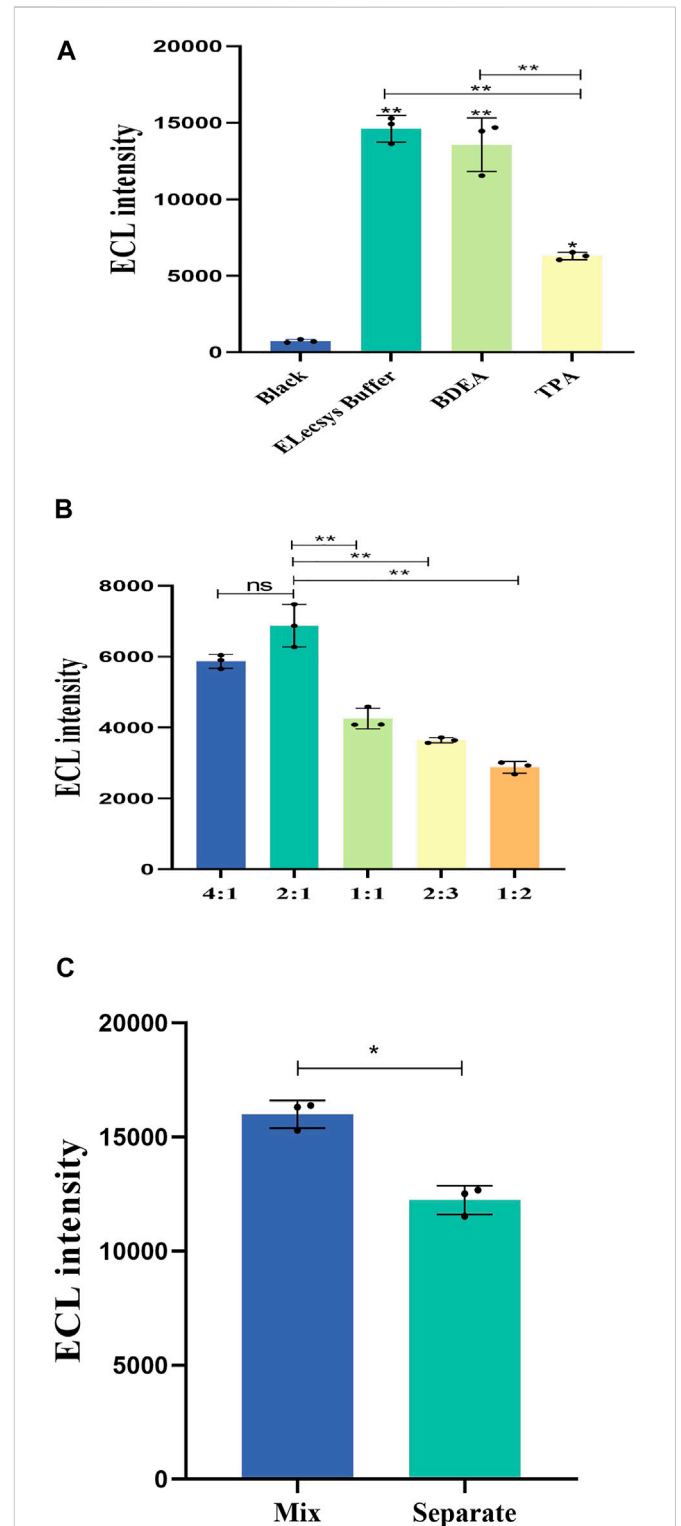 A
ECL intensity
20000
15000
10000
5000
0
**
**
**
**
*
Black
ELecsys Buffer
BDEA
TPA
B
ECL intensity
8000
6000
4000
2000
0
**
**
**
ns
4:1
2:1
1:1
2:3
1:2
C
ECL intensity
20000
15000
10000
5000
0
*
Mix
Separate